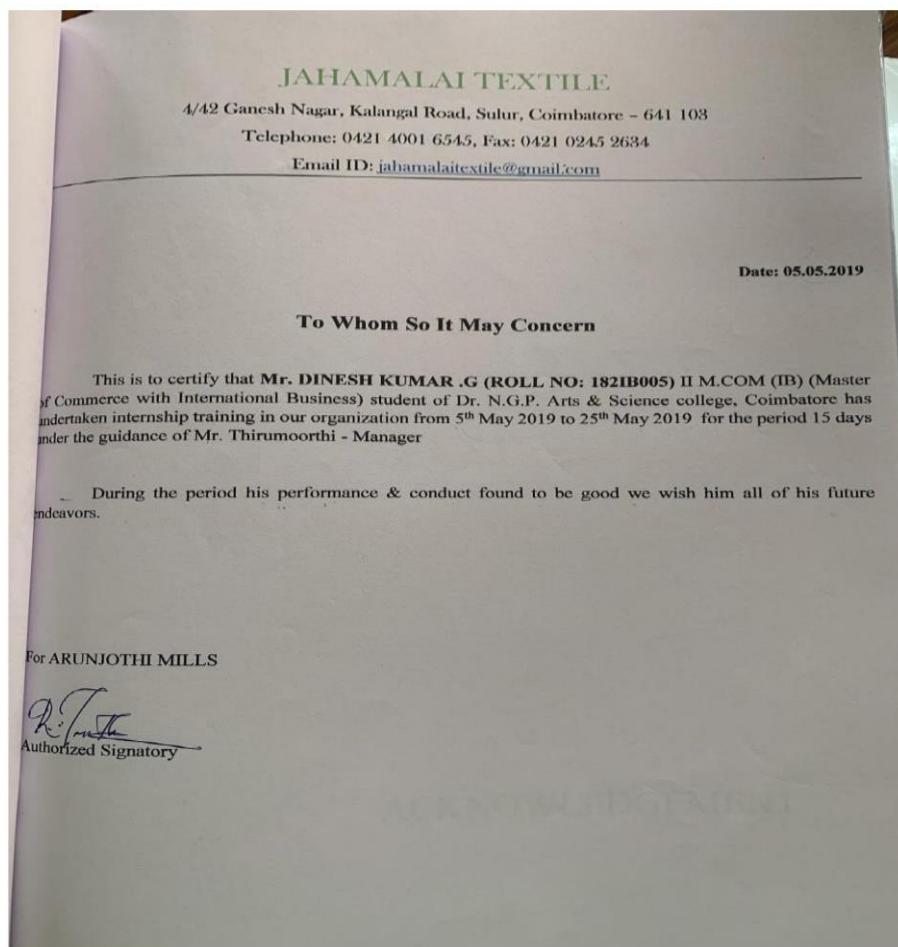 JAHAMALAI TEXTILE
4/42 Ganesh Nagar, Kalangal Road, Sulur, Coimbatore – 641 103
Telephone: 0421 4001 6545, Fax: 0421 0245 2634
Email ID: jahamalaitextile@gmail.com
Date: 05.05.2019
To Whom So It May Concern
This is to certify that Mr. DINESH KUMAR .G (ROLL NO: 182IB005) II M.COM (IB) (Master
of Commerce with International Business) student of Dr. N.G.P. Arts & Science college, Coimbatore has
undertaken internship training in our organization from 5th May 2019 to 25th May 2019 for the period 15 days
under the guidance of Mr. Thirumoorthi - Manager
During the period his performance & conduct found to be good we wish him all of his future
endeavors.
For ARUNJOTHI MILLS
Authorized Signatory